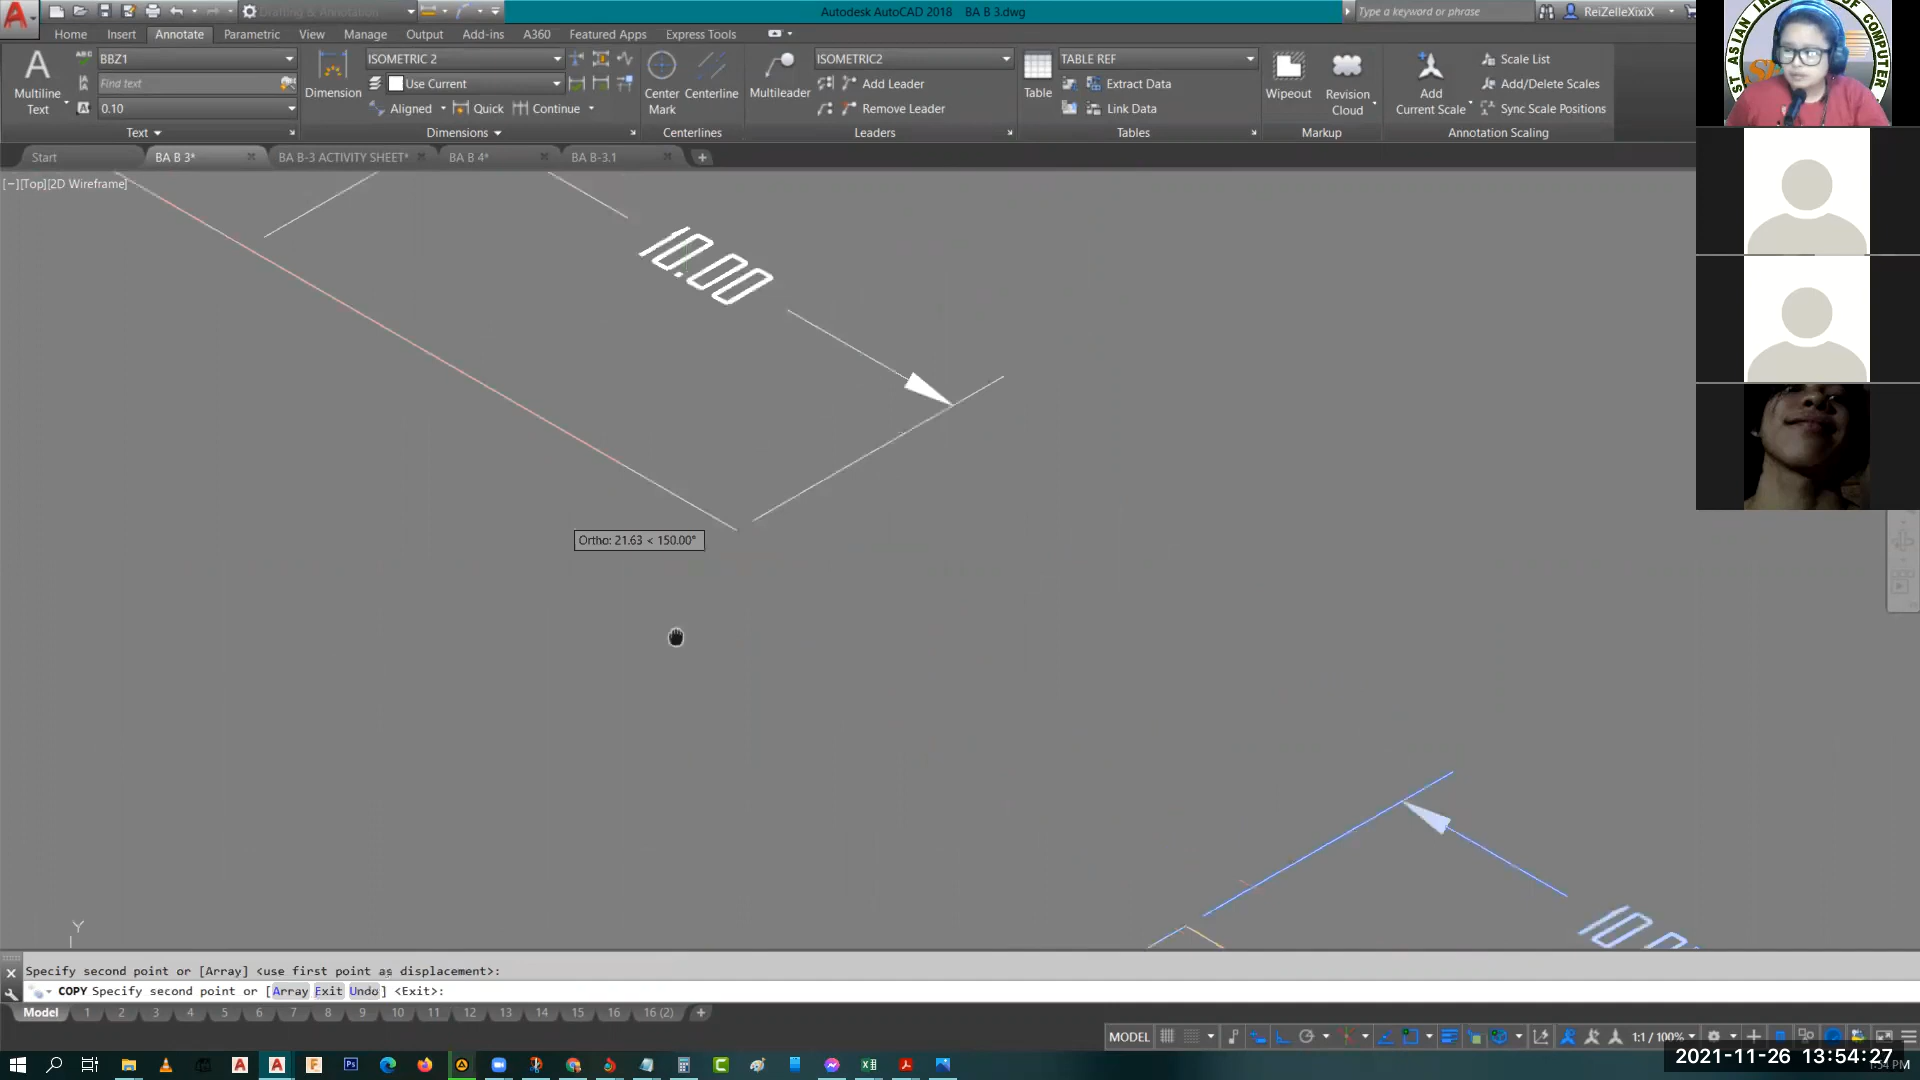 Drafting & Annotation
Autodesk AutoCAD 2018 BA B 3.dwg
Type a keyword or phrase
ReiZelleXixiX
Home Insert Annotate Parametric View Manage Output Add-ins A360 Featured Apps Express Tools
Multiline Text
BBZ1
Find text
0.10
Text
Dimension
ISOMETRIC 2
Use Current
Aligned Quick Continue
Dimensions
Center Mark
Centerline
Centerlines
Multileader
ISOMETRIC2
Add Leader
Remove Leader
Leaders
Table
TABLE REF
Extract Data
Link Data
Tables
Wipeout
Revision Cloud
Markup
Add Current Scale
Scale List
Add/Delete Scales
Sync Scale Positions
Annotation Scaling
Start BA B 3* BA B-3 ACTIVITY SHEET* BA B 4* BA B-3.1
[−][Top][2D Wireframe]
10.00
Ortho: 21.63 < 150.00°
Y
Specify second point or [Array] <use first point as displacement>:
COPY Specify second point or [Array Exit Undo] <Exit>:
Model 1 2 3 4 5 6 7 8 9 10 11 12 13 14 15 16 16 (2)
MODEL
1:1 / 100%
2021-11-26 13:54:27